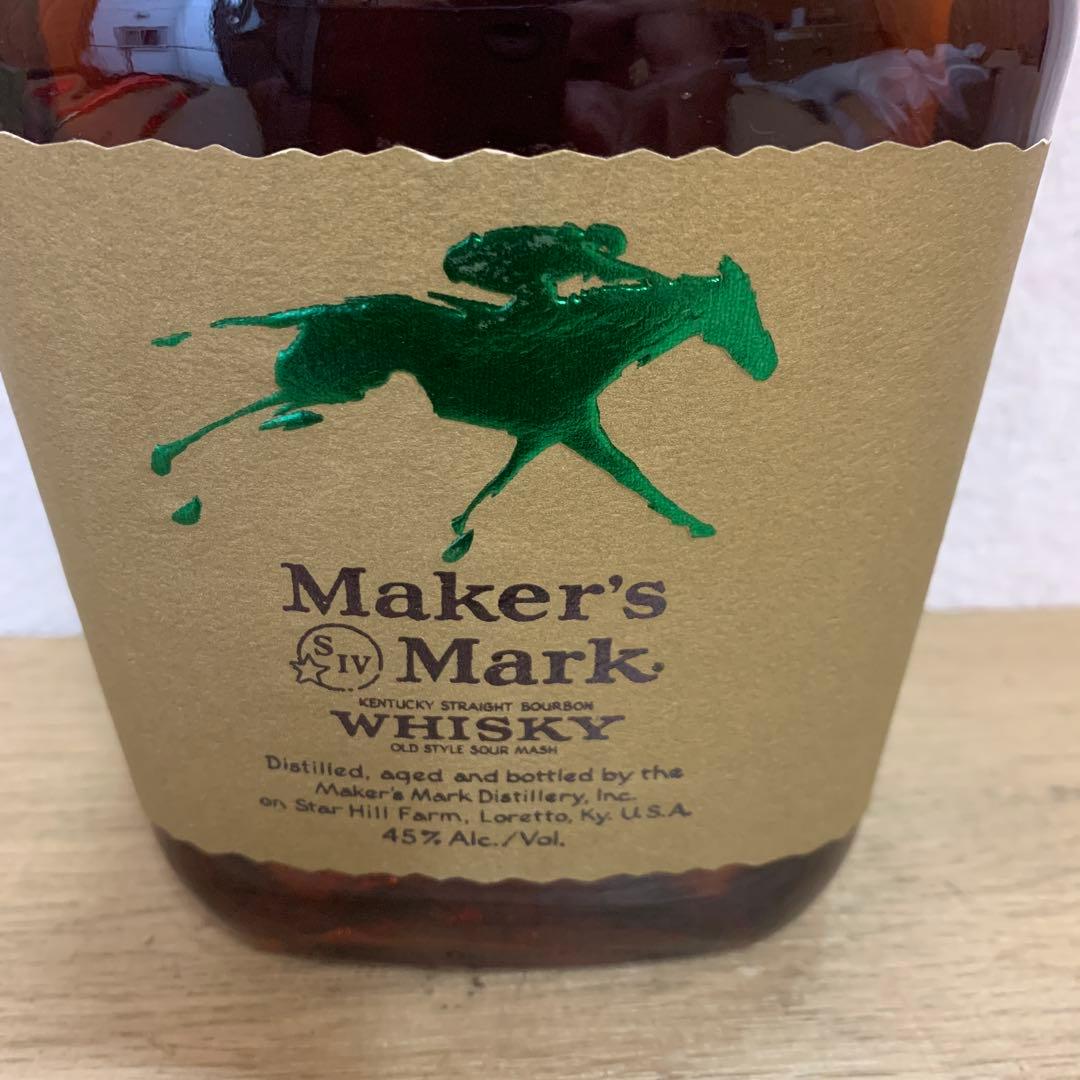 Maker's
S IV Mark.
KENTUCKY STRAIGHT BOURBON
WHISKY
OLD STYLE SOUR MASH
Distilled, aged and bottled by the
Maker's Mark Distillery, Inc.
on Star Hill Farm, Loretto, Ky. U.S.A.
45% Alc./Vol.